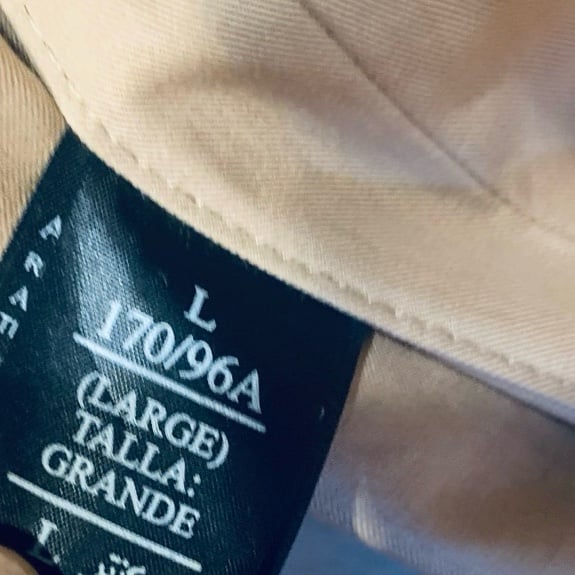 L
170/96A
(LARGE)
TALLA:
GRANDE
L